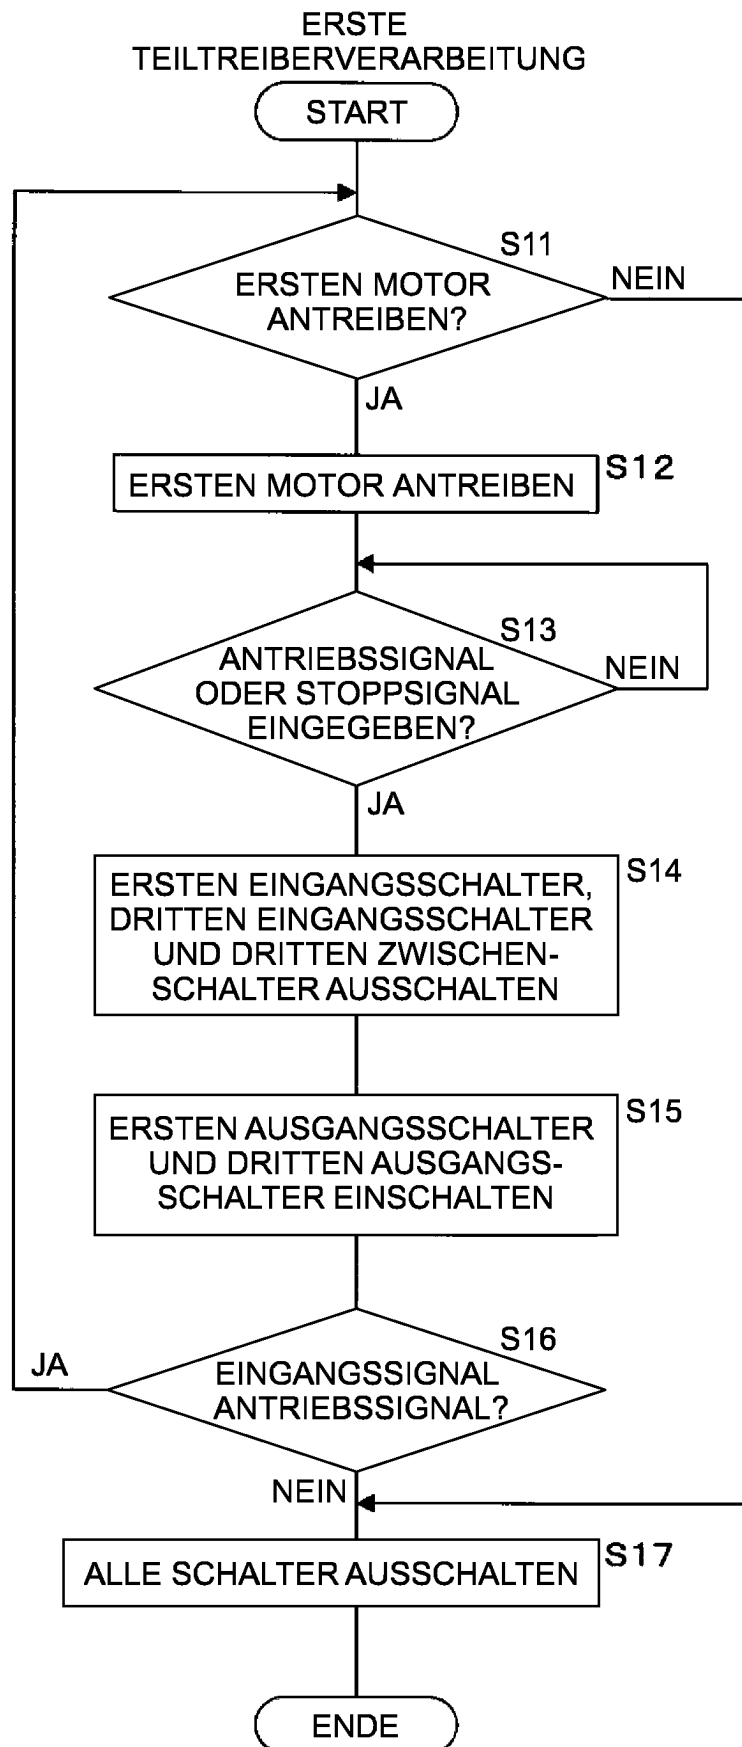 ERSTE
TEILTREIBERVERARBEITUNG
START
S11
ERSTEN MOTOR
ANTREIBEN?
NEIN
JA
ERSTEN MOTOR ANTREIBEN
S12
S13
ANTRIEBSSIGNAL
ODER STOPPSIGNAL
EINGEGEBEN?
NEIN
JA
S14
ERSTEN EINGANGSSCHALTER,
DRITTEN EINGANGSSCHALTER
UND DRITTEN ZWISCHEN-
SCHALTER AUSSCHALTEN
S15
ERSTEN AUSGANGSSCHALTER
UND DRITTEN AUSGANGS-
SCHALTER EINSCHALTEN
S16
JA
EINGANGSSIGNAL
ANTRIEBSSIGNAL?
NEIN
ALLE SCHALTER AUSSCHALTEN
S17
ENDE